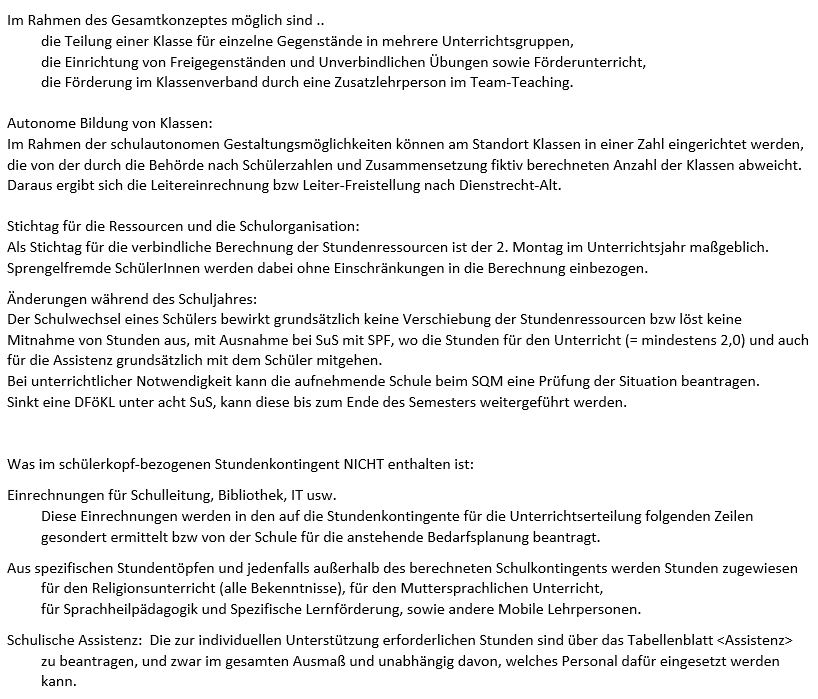 Im Rahmen des Gesamtkonzeptes möglich sind ..
die Teilung einer Klasse für einzelne Gegenstände in mehrere Unterrichtsgruppen,
die Einrichtung von Freigegenständen und Unverbindlichen Übungen sowie Förderunterricht,
die Förderung im Klassenverband durch eine Zusatzlehrperson im Team-Teaching.
Autonome Bildung von Klassen:
Im Rahmen der schulautonomen Gestaltungsmöglichkeiten können am Standort Klassen in einer Zahl eingerichtet werden,
die von der durch die Behörde nach Schülerzahlen und Zusammensetzung fiktiv berechneten Anzahl der Klassen abweicht.
Daraus ergibt sich die Leitereinrechnung bzw Leiter-Freistellung nach Dienstrecht-Alt.
Stichtag für die Ressourcen und die Schulorganisation:
Als Stichtag für die verbindliche Berechnung der Stundenressourcen ist der 2. Montag im Unterrichtsjahr maßgeblich.
Sprengelfremde SchülerInnen werden dabei ohne Einschränkungen in die Berechnung einbezogen.
Änderungen während des Schuljahres:
Der Schulwechsel eines Schülers bewirkt grundsätzlich keine Verschiebung der Stundenressourcen bzw löst keine
Mitnahme von Stunden aus, mit Ausnahme bei SuS mit SPF, wo die Stunden für den Unterricht (= mindestens 2,0) und auch
für die Assistenz grundsätzlich mit dem Schüler mitgehen.
Bei unterrichtlicher Notwendigkeit kann die aufnehmende Schule beim SQM eine Prüfung der Situation beantragen.
Sinkt eine DFöKL unter acht SuS, kann diese bis zum Ende des Semesters weitergeführt werden.
Was im schülerkopf-bezogenen Stundenkontingent NICHT enthalten ist:
Einrechnungen für Schulleitung, Bibliothek, IT usw.
Diese Einrechnungen werden in den auf die Stundenkontingente für die Unterrichtserteilung folgenden Zeilen
gesondert ermittelt bzw von der Schule für die anstehende Bedarfsplanung beantragt.
Aus spezifischen Stundentöpfen und jedenfalls außerhalb des berechneten Schulkontingents werden Stunden zugewiesen
für den Religionsunterricht (alle Bekenntnisse), für den Muttersprachlichen Unterricht,
für Sprachheilpädagogik und Spezifische Lernförderung, sowie andere Mobile Lehrpersonen.
Schulische Assistenz:  Die zur individuellen Unterstützung erforderlichen Stunden sind über das Tabellenblatt <Assistenz>
zu beantragen, und zwar im gesamten Ausmaß und unabhängig davon, welches Personal dafür eingesetzt werden
kann.